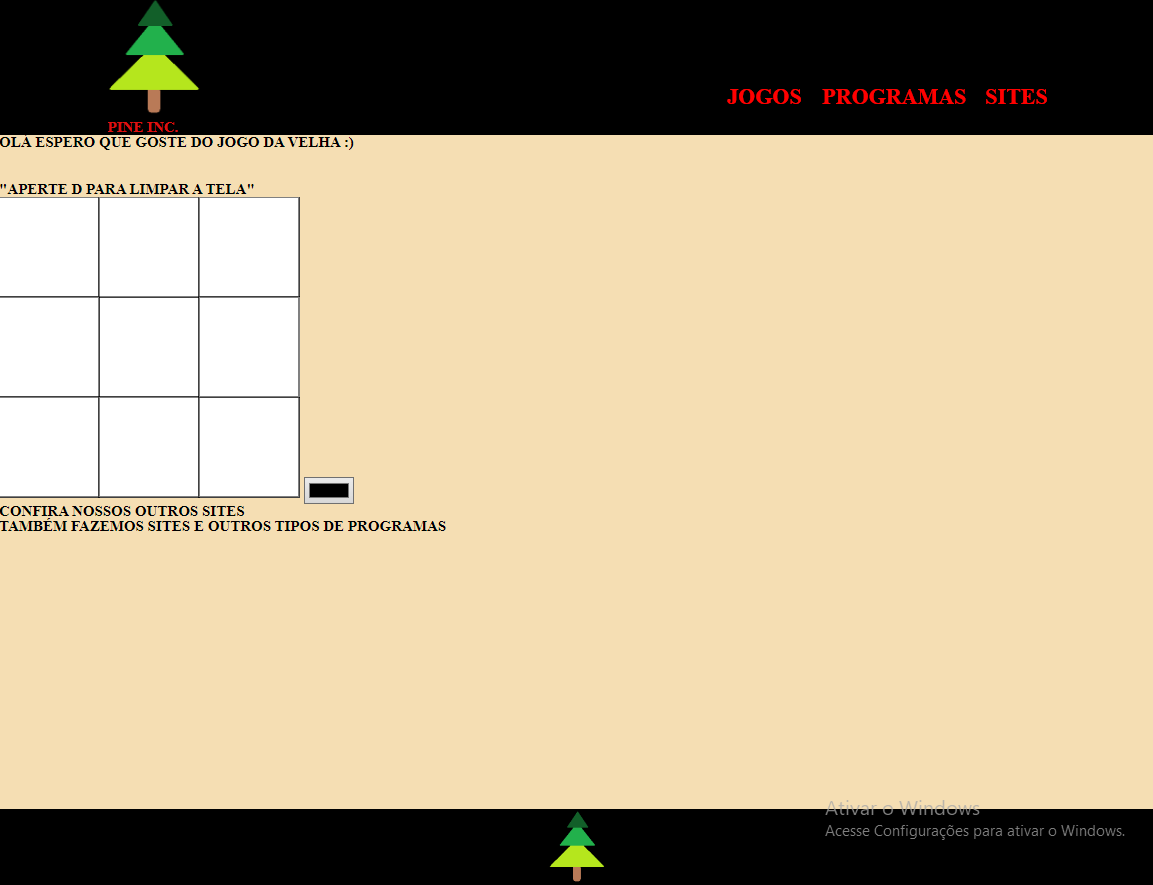 JOGOS PROGRAMAS SITES
PINE INC.
OLÁ ESPERO QUE GOSTE DO JOGO DA VELHA :)
"APERTE D PARA LIMPAR A TELA"
CONFIRA NOSSOS OUTROS SITES
TAMBÉM FAZEMOS SITES E OUTROS TIPOS DE PROGRAMAS
Ativar o Windows
Acesse Configurações para ativar o Windows.